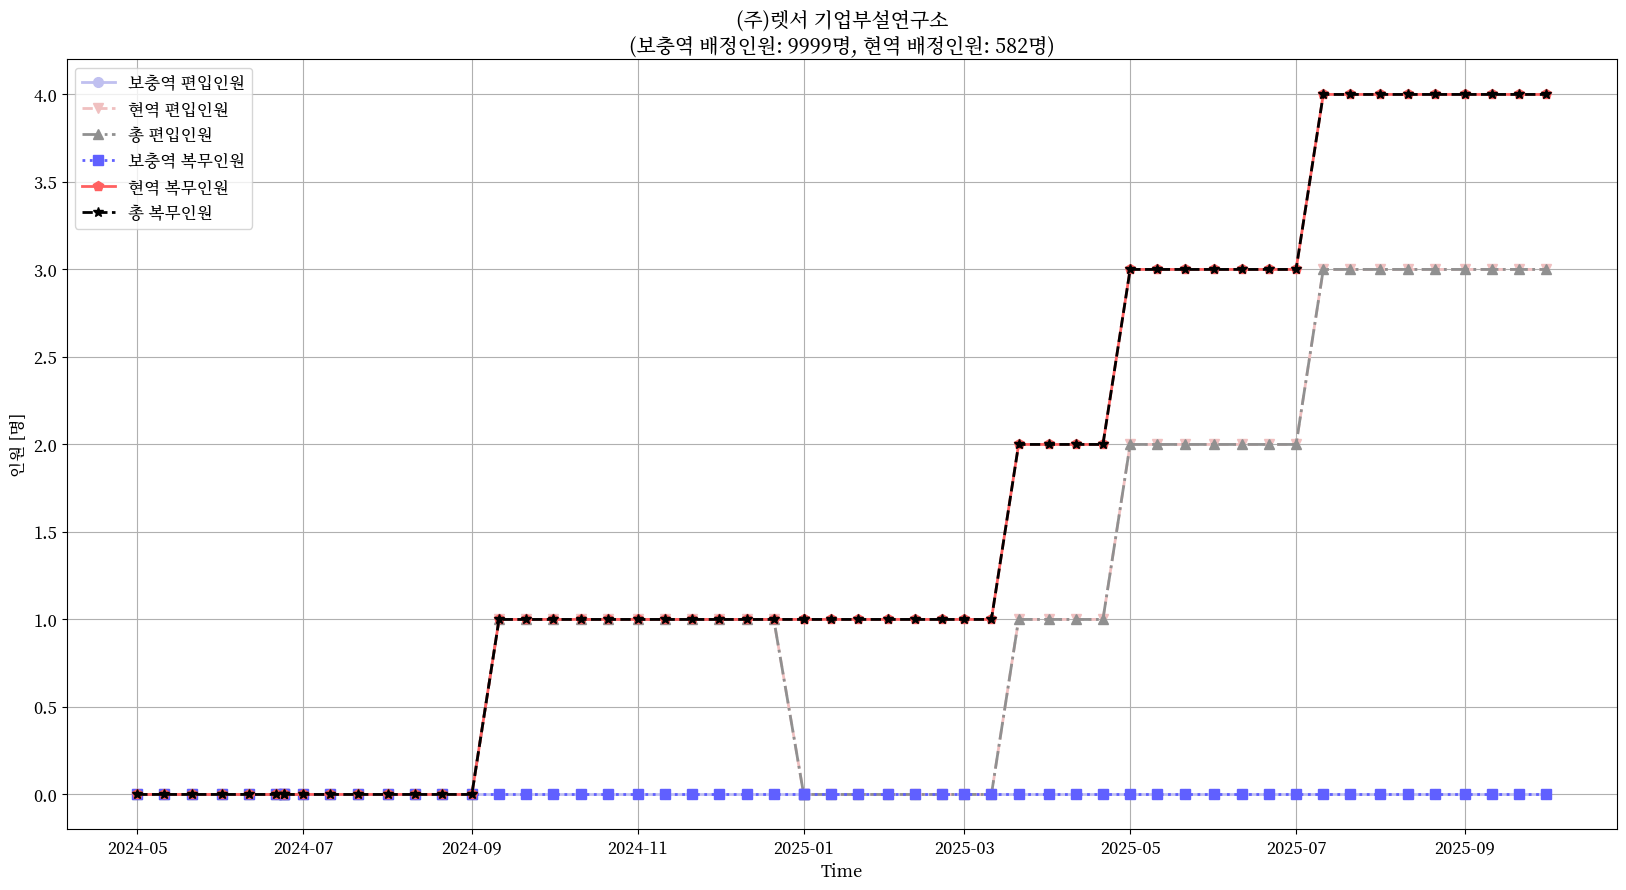 (주)렛서 기업부설연구소
(보충역 배정인원: 9999명, 현역 배정인원: 582명)
보충역 편입인원
현역 편입인원
총 편입인원
보충역 복무인원
현역 복무인원
총 복무인원
4.0
3.5
3.0
2.5
2.0
1.5
1.0
0.5
0.0
인원 [명]
2024-05 2024-07 2024-09 2024-11 2025-01 2025-03 2025-05 2025-07 2025-09
Time